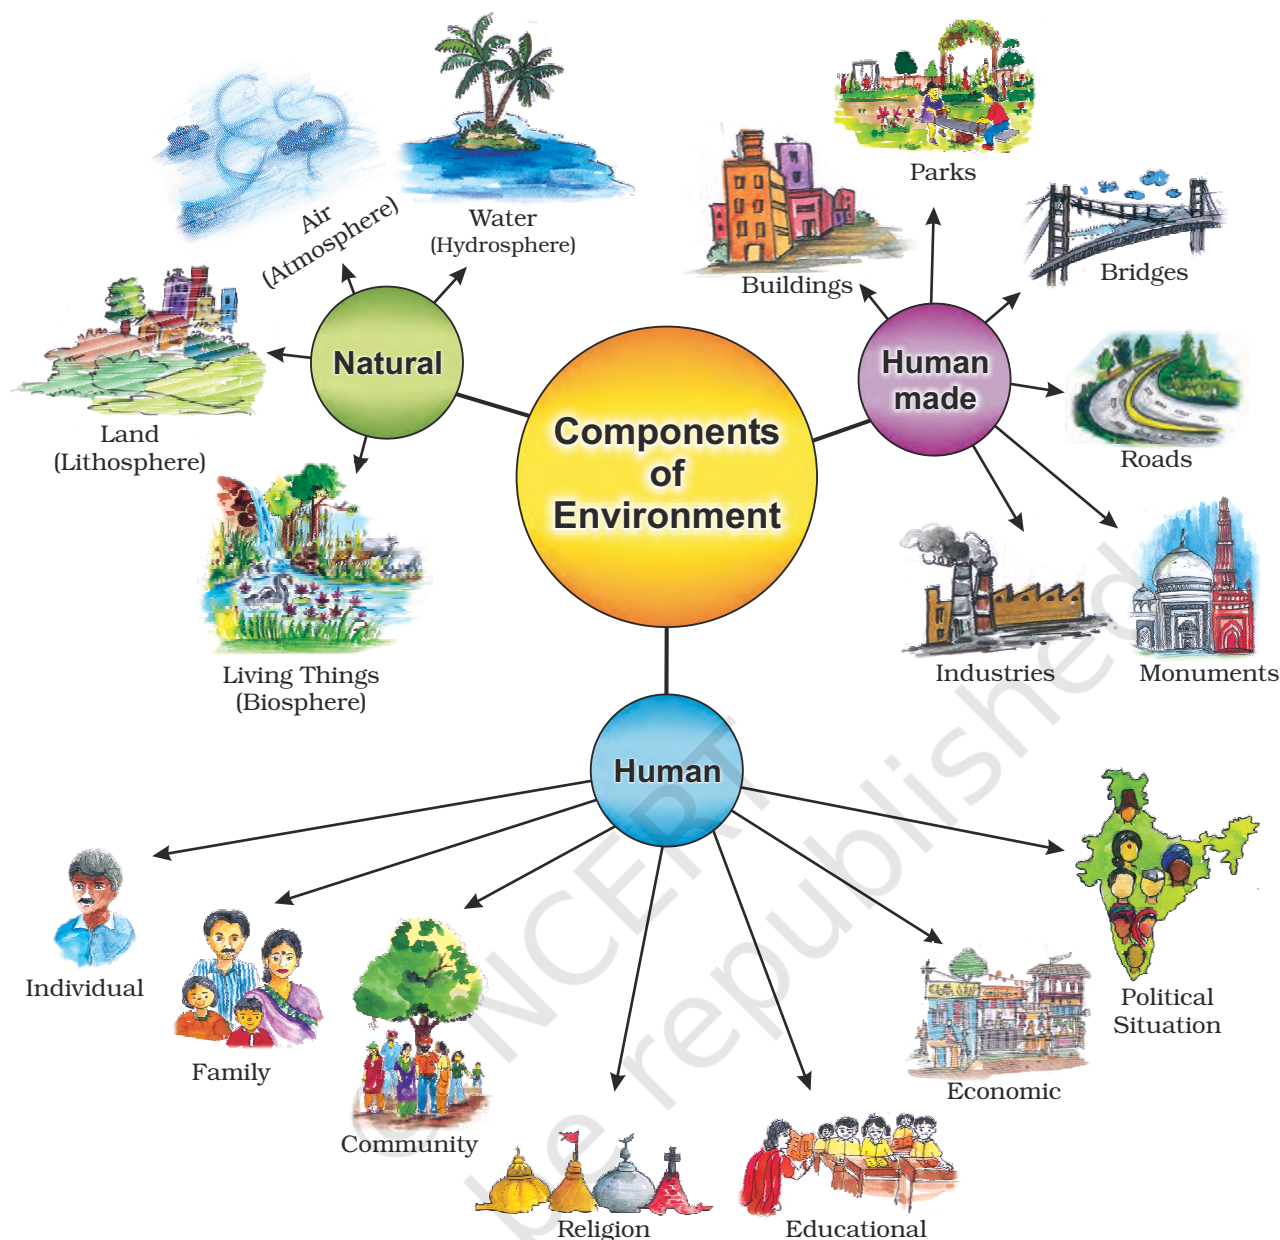 Components
of
Environment
Natural
Air
(Atmosphere)
Water
(Hydrosphere)
Land
(Lithosphere)
Living Things
(Biosphere)
Human
made
Buildings
Parks
Bridges
Roads
Monuments
Industries
Human
Individual
Family
Community
Religion
Educational
Economic
Political
Situation
© NCERT
be republished